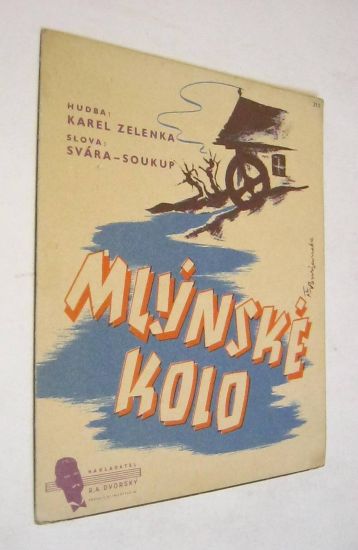 HUDBA:
KAREL ZELENKA
SLOVA:
SVÁRA–SOUKUP
MLÝNSKÉ
KOLO
NAKLADATEL
R.A. DVORSKÝ